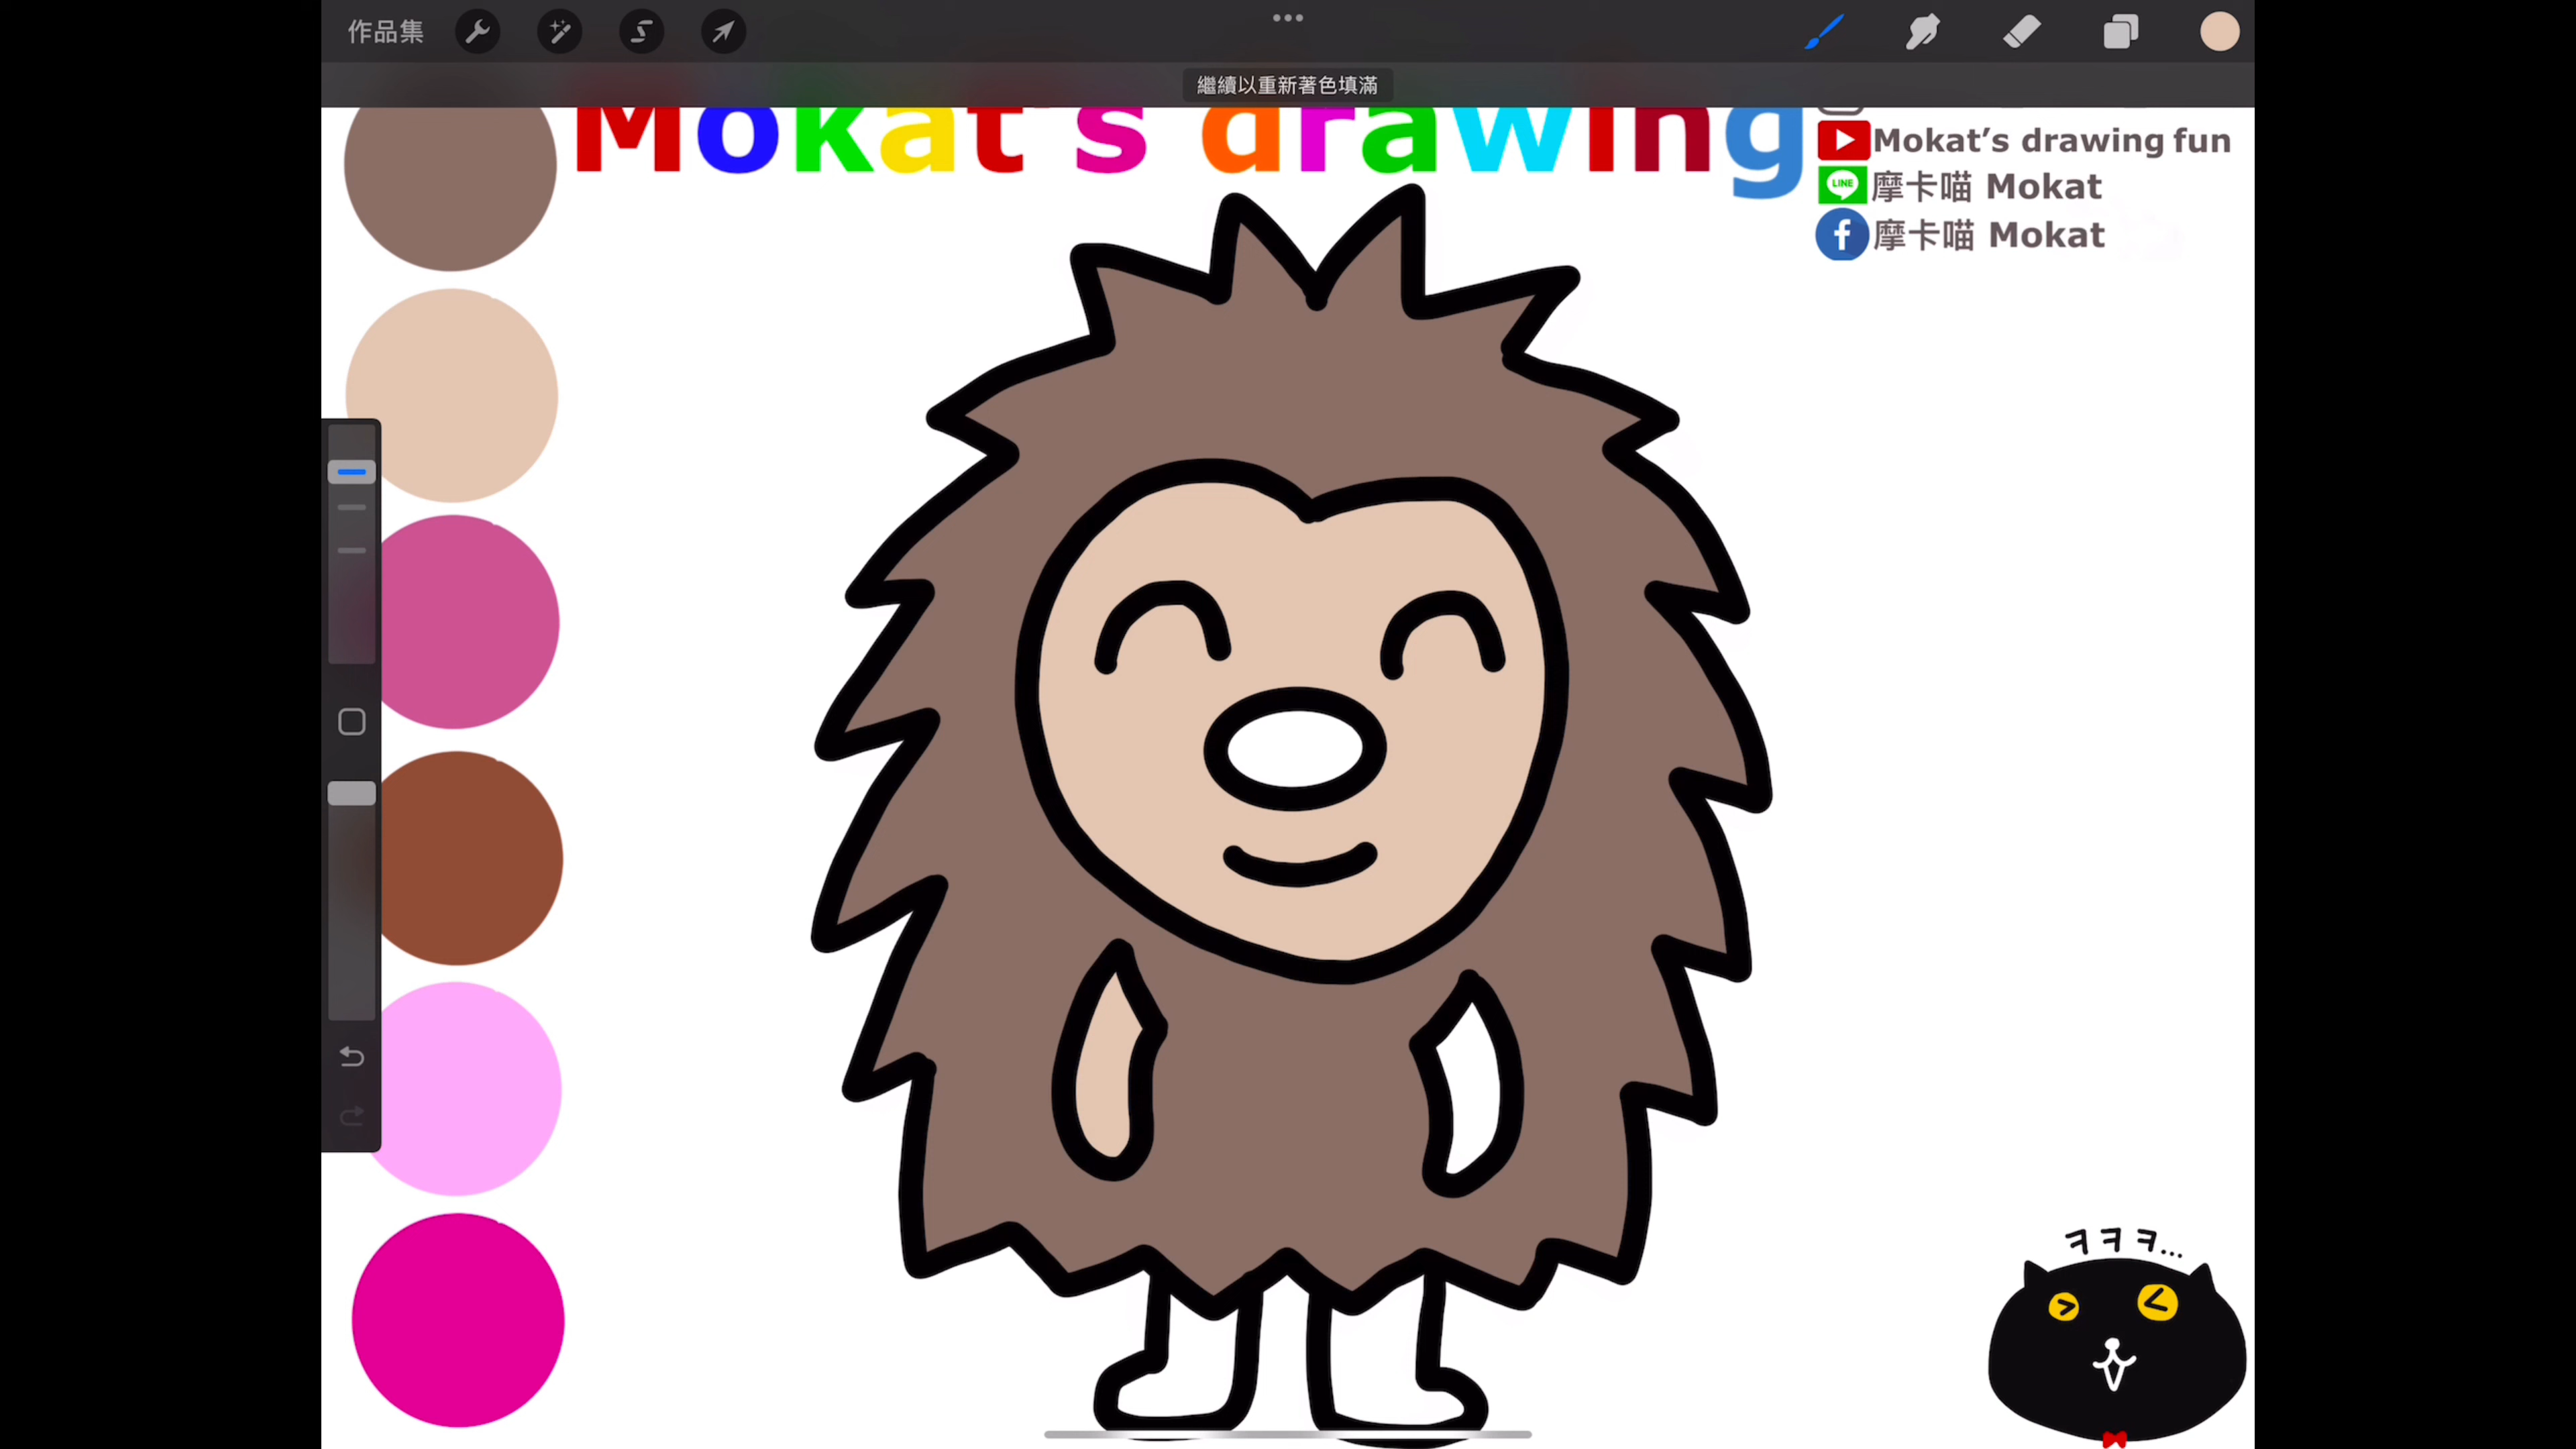 作品集
繼續以重新著色填滿
Mokat's drawing
Mokat’s drawing fun
LINE
摩卡喵 Mokat
f
摩卡喵 Mokat
ㅋㅋㅋ...